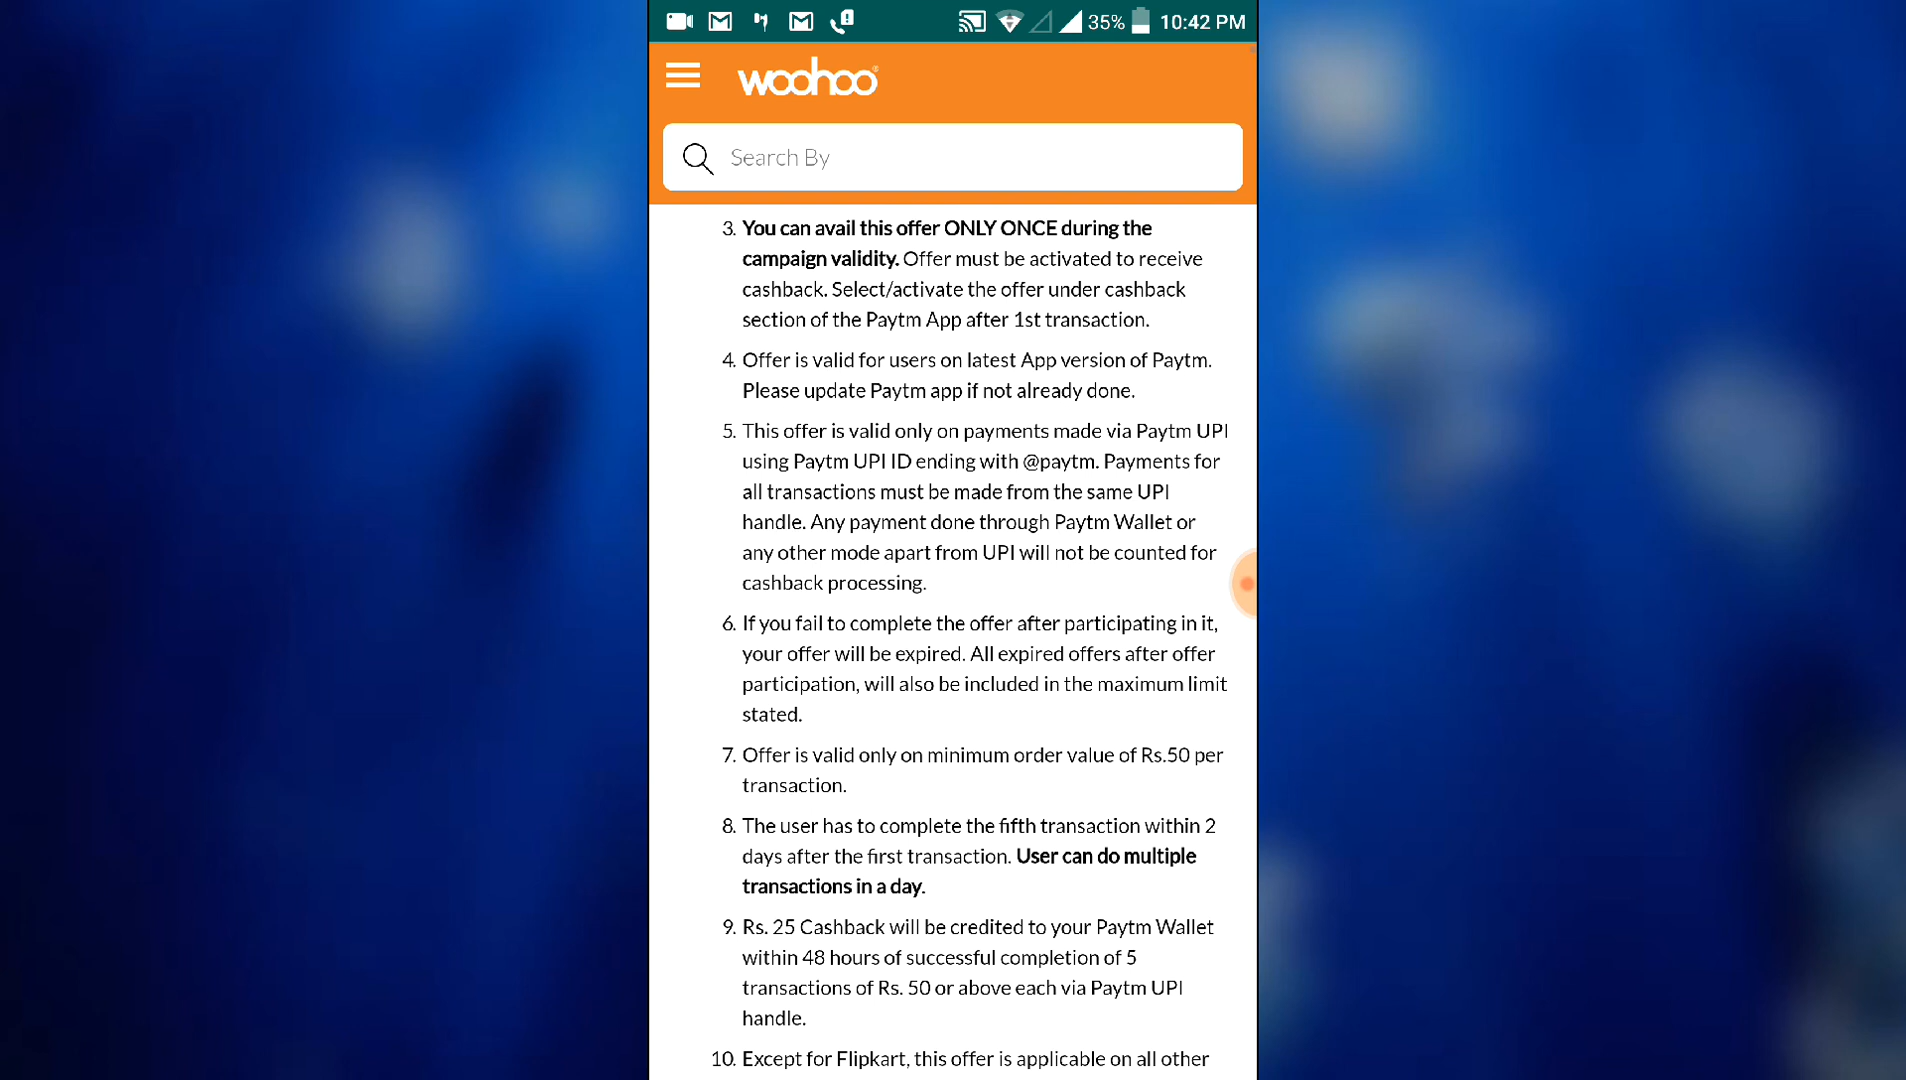 35% 10:42 PM
woohoo
Search By
3. You can avail this offer ONLY ONCE during the
campaign validity. Offer must be activated to receive
cashback. Select/activate the offer under cashback
section of the Paytm App after 1st transaction.
4. Offer is valid for users on latest App version of Paytm.
Please update Paytm app if not already done.
5. This offer is valid only on payments made via Paytm UPI
using Paytm UPI ID ending with @paytm. Payments for
all transactions must be made from the same UPI
handle. Any payment done through Paytm Wallet or
any other mode apart from UPI will not be counted for
cashback processing.
6. If you fail to complete the offer after participating in it,
your offer will be expired. All expired offers after offer
participation, will also be included in the maximum limit
stated.
7. Offer is valid only on minimum order value of Rs.50 per
transaction.
8. The user has to complete the fifth transaction within 2
days after the first transaction. User can do multiple
transactions in a day.
9. Rs. 25 Cashback will be credited to your Paytm Wallet
within 48 hours of successful completion of 5
transactions of Rs. 50 or above each via Paytm UPI
handle.
10. Except for Flipkart, this offer is applicable on all other